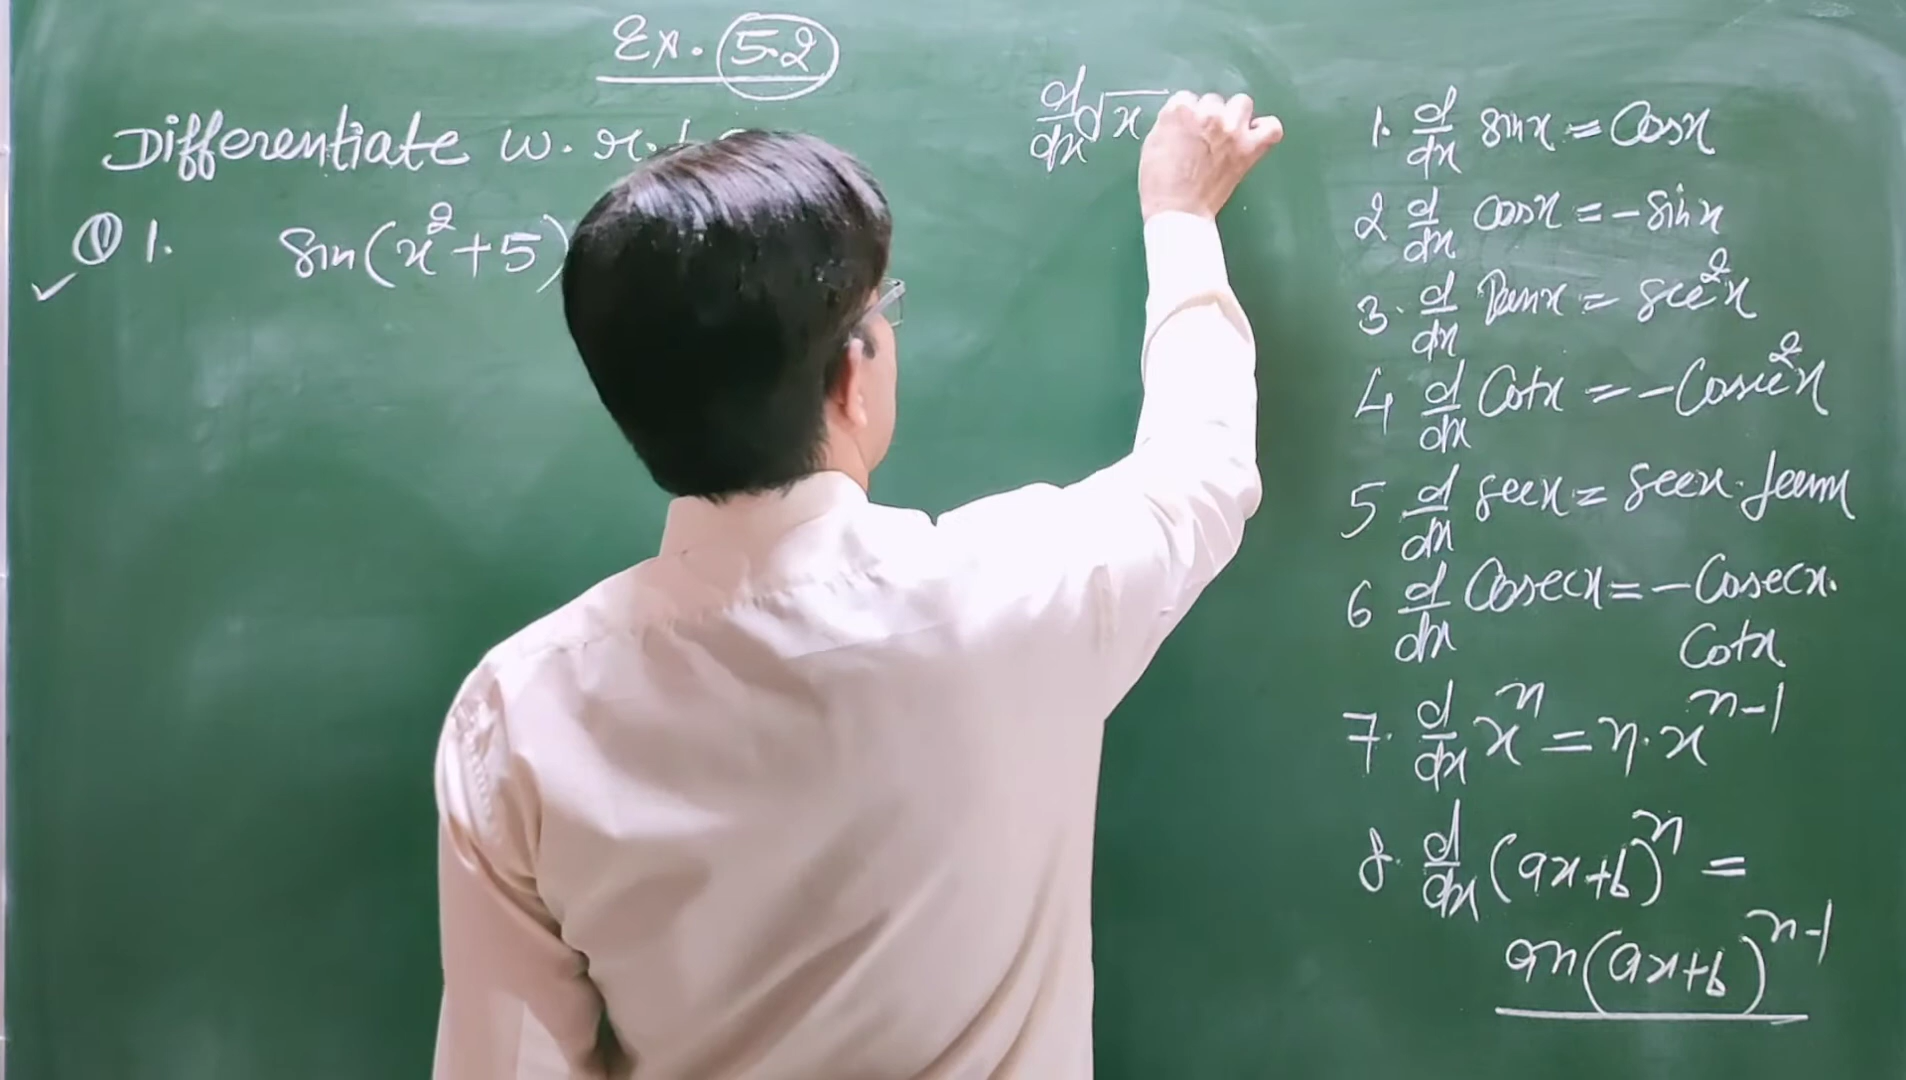 Ex. 5.2
Differentiate w. r. t
Q 1. sin(x²+5)
d/dx √x
1. d/dx sinx = Cosx
2 d/dx Cosx = -sinx
3. d/dx Tanx = sec²x
4 d/dx Cotx = -Cosec²x
5 d/dx secx = secx. tanx
6 d/dx Cosecx = -Cosecx.
Cotx
7. d/dx xⁿ = n. xⁿ⁻¹
8. d/dx (ax+b)ⁿ =
an(ax+b)ⁿ⁻¹